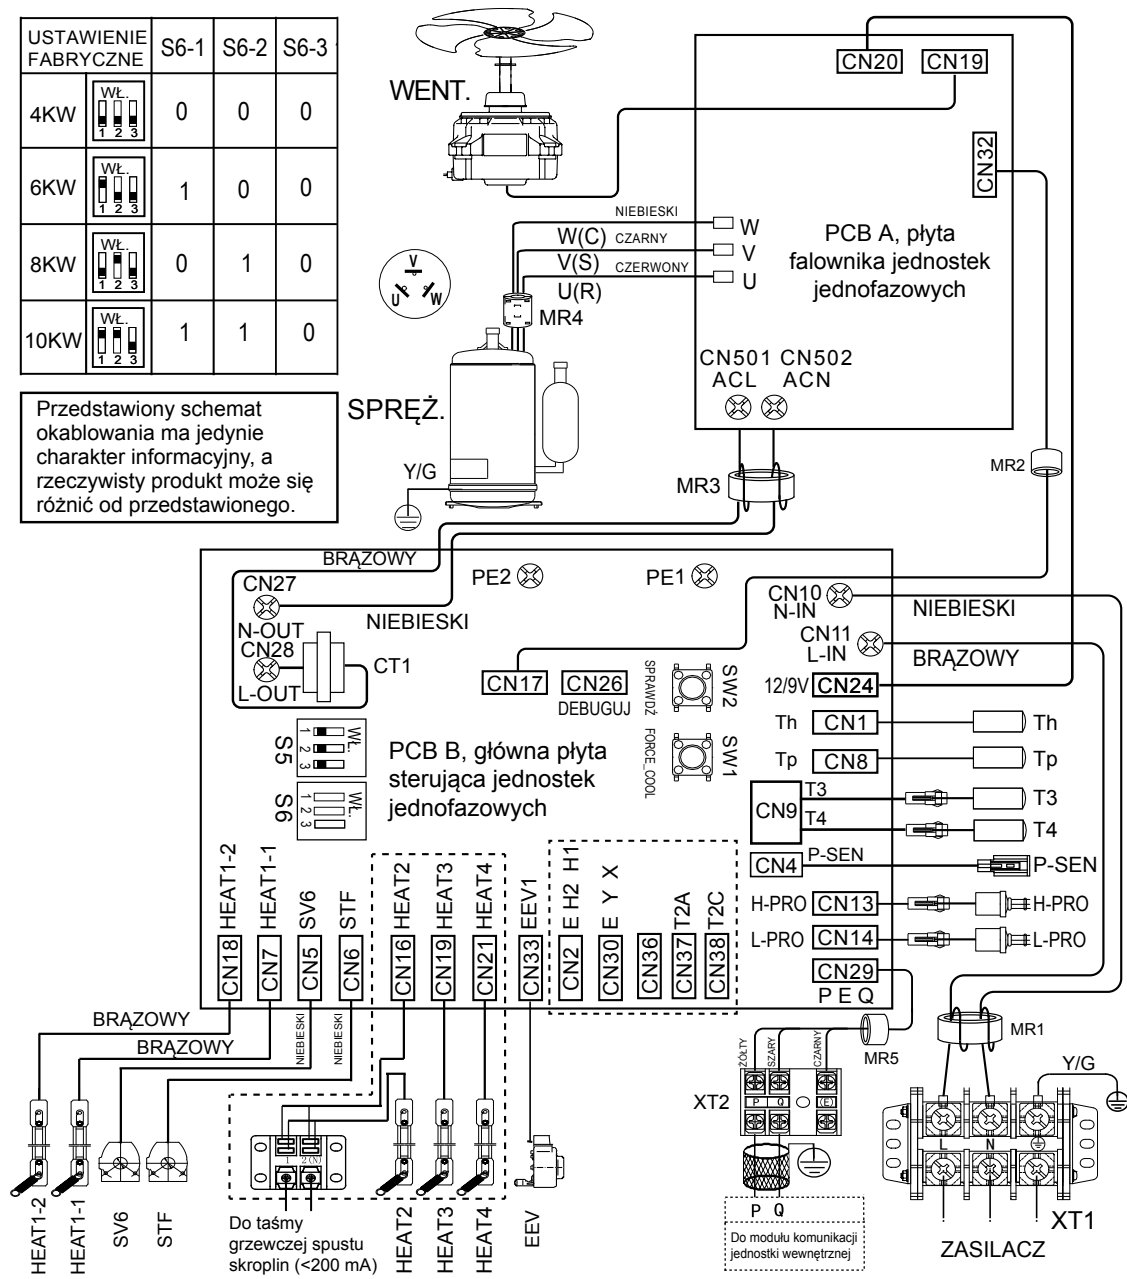 USTAWIENIE FABRYCZNE S6-1 S6-2 S6-3
4KW WŁ. 1 2 3 0 0 0
6KW WŁ. 1 2 3 1 0 0
8KW WŁ. 1 2 3 0 1 0
10KW WŁ. 1 2 3 1 1 0
Przedstawiony schemat
okablowania ma jedynie
charakter informacyjny, a
rzeczywisty produkt może się
różnić od przedstawionego.
WENT.
CN20 CN19
CN32
NIEBIESKI
W
W(C) CZARNY
V
V(S) CZERWONY
U
U(R)
V
U W
MR4
PCB A, płyta
falownika jednostek
jednofazowych
CN501 CN502
ACL ACN
SPRĘŻ.
Y/G
MR3
MR2
BRĄZOWY
CN27
N-OUT
NIEBIESKI
CN28
L-OUT
CT1
PE2
PE1
CN10
N-IN
NIEBIESKI
CN11
L-IN
BRĄZOWY
CN17
CN26
DEBUGUJ
SPRAWDŹ
SW2
FORCE_COOL
SW1
12/9V CN24
Th CN1 Th
Tp CN8 Tp
CN9
T3 T3
T4 T4
CN4 P-SEN P-SEN
H-PRO CN13 H-PRO
L-PRO CN14 L-PRO
CN29
P E Q
S5 1 2 3 WŁ.
S6 1 2 3 WŁ.
PCB B, główna płyta
sterująca jednostek
jednofazowych
CN18 HEAT1-2
CN7 HEAT1-1
CN5 SV6
CN6 STF
CN16 HEAT2
CN19 HEAT3
CN21 HEAT4
CN33 EEV1
CN2 E H2 H1
CN30 E Y X
CN36
CN37 T2A
CN38 T2C
BRĄZOWY
BRĄZOWY
NIEBIESKI
NIEBIESKI
HEAT1-2
HEAT1-1
SV6
STF
Do taśmy
grzewczej spustu
skroplin (<200 mA)
HEAT2
HEAT3
HEAT4
EEV
ŻÓŁTY
SZARY
CZARNY
MR5
XT2
P Q E
P Q
Do modułu komunikacji
jednostki wewnętrznej
MR1
Y/G
L N
XT1
ZASILACZ